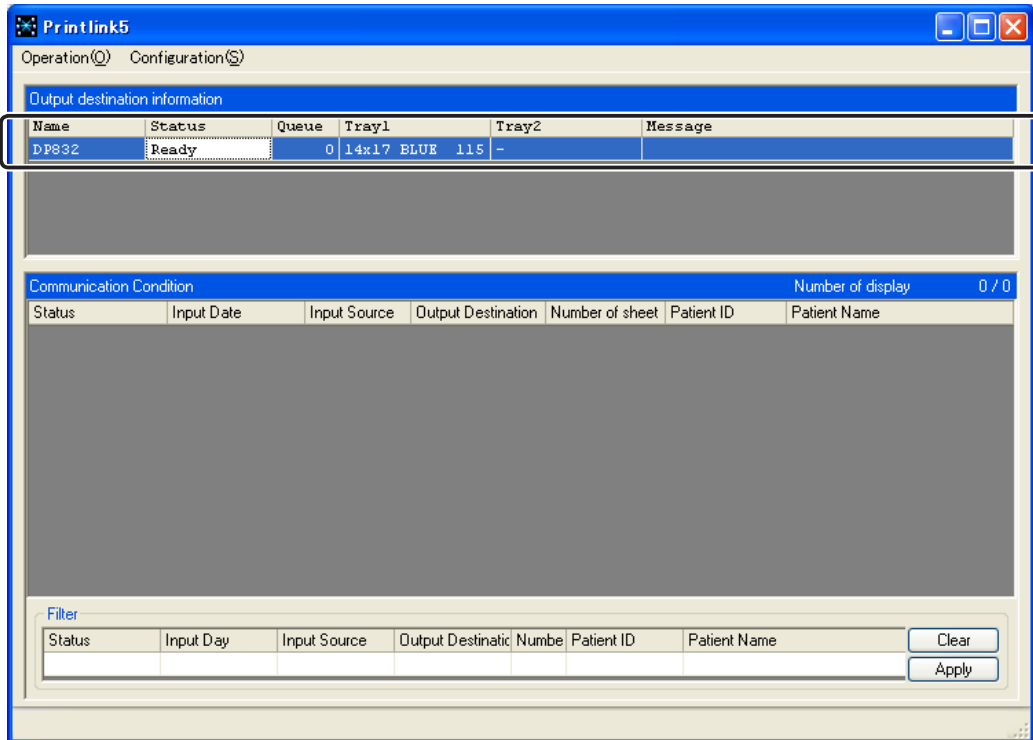 Printlink5
Operation(O) Configuration(S)
Output destination information
Name Status Queue Tray1 Tray2 Message
DP832 Ready 0 14x17 BLUE 115 -
Communication Condition Number of display 0 / 0
Status Input Date Input Source Output Destination Number of sheet Patient ID Patient Name
Filter
Status Input Day Input Source Output Destinatic Numbe Patient ID Patient Name Clear
Apply